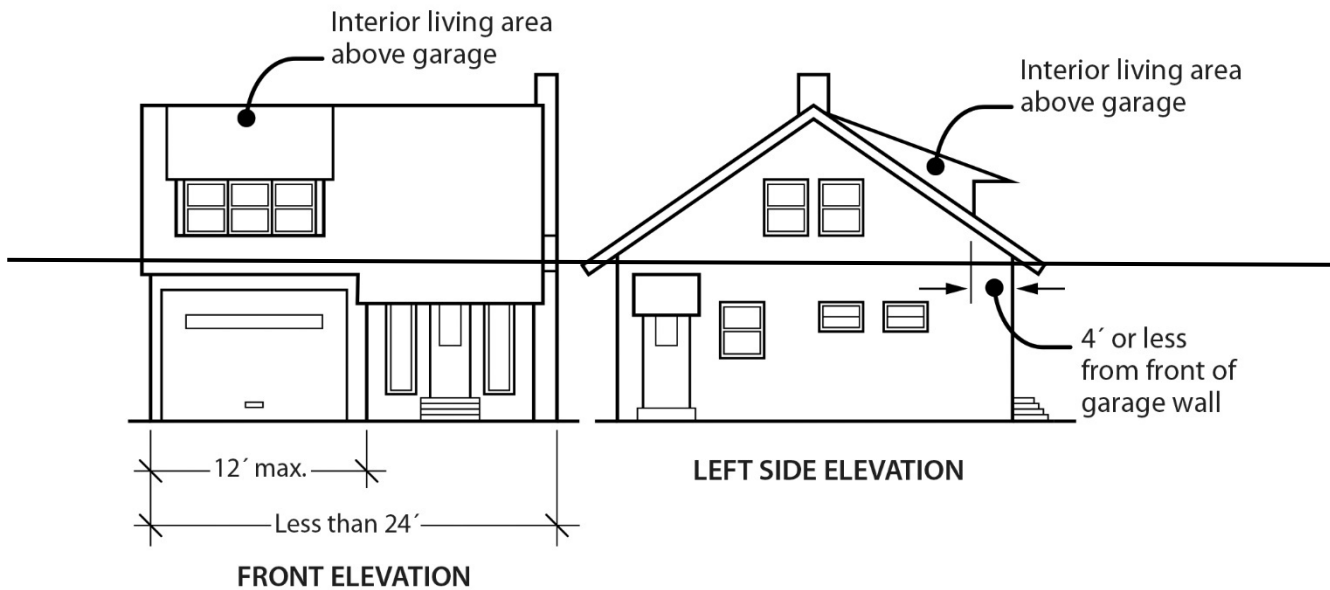 Interior living area
above garage
Interior living area
above garage
4´ or less
from front of
garage wall
12´ max.
Less than 24´
FRONT ELEVATION
LEFT SIDE ELEVATION